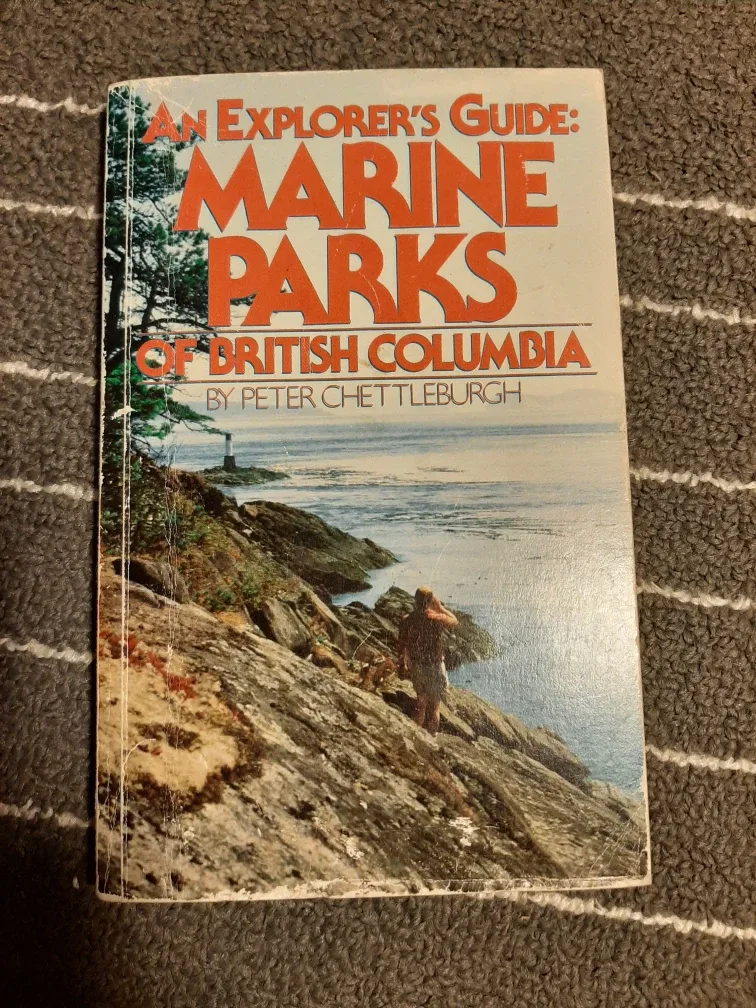 AN EXPLORER'S GUIDE:
MARINE
PARKS
OF BRITISH COLUMBIA
BY PETER CHETTLEBURGH